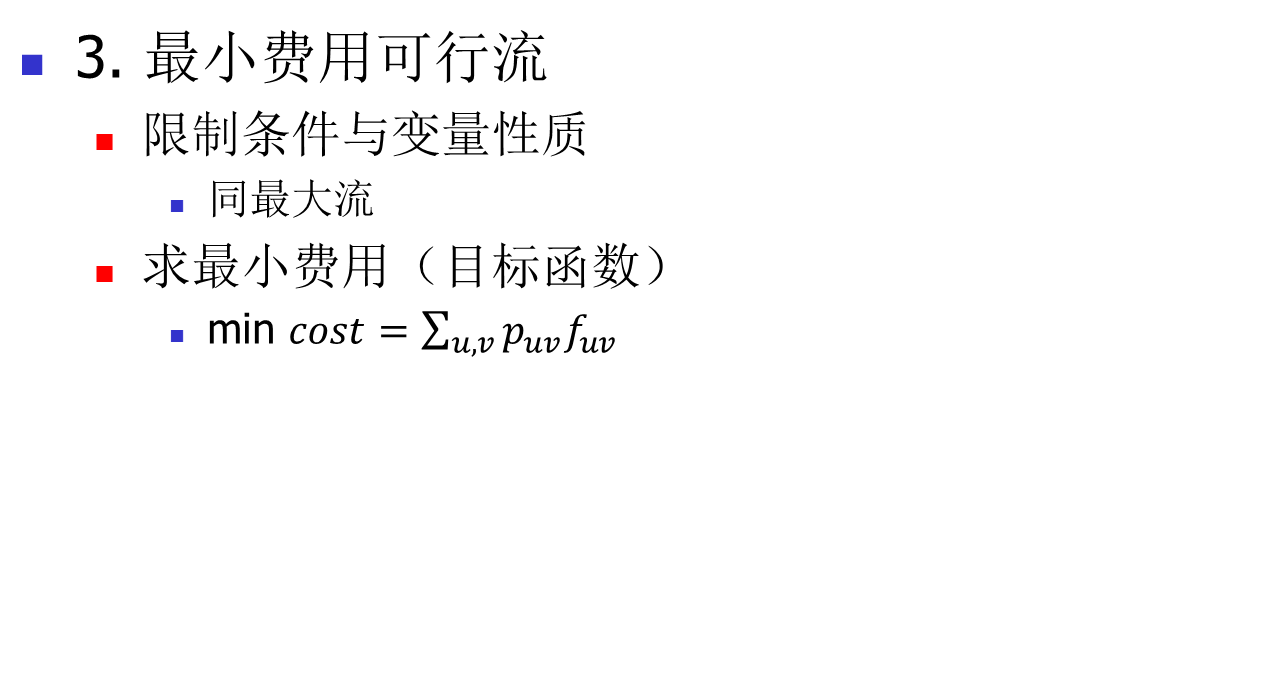 3. 最小费用可行流
限制条件与变量性质
同最大流
求最小费用（目标函数）
min 𝑐𝑜𝑠𝑡 = ∑𝑢,𝑣 𝑝𝑢𝑣 𝑓𝑢𝑣